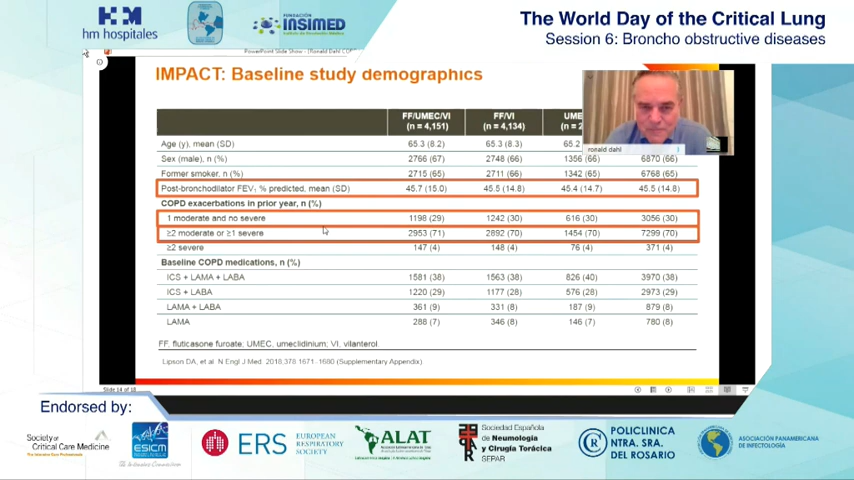 hm hospitales
FUNDACIÓN
INSIMED
The World Day of the Critical Lung
Session 6: Broncho obstructive diseases
PowerPoint Slide Show - [Ronald Dahl COP
IMPACT: Baseline study demographics
FF/UMEC/VI FF/VI UME
(n = 4,151) (n = 4,134) (n = 2
Age (y), mean (SD) 65.3 (8.2) 65.3 (8.3) 65.2
Sex (male), n (%) 2766 (67) 2748 (66) 1356 (66) 6870 (66)
Former smoker, n (%) 2715 (65) 2711 (66) 1342 (65) 6768 (65)
Post-bronchodilator FEV₁ % predicted, mean (SD) 45.7 (15.0) 45.5 (14.8) 45.4 (14.7) 45.5 (14.8)
COPD exacerbations in prior year, n (%)
1 moderate and no severe 1198 (29) 1242 (30) 616 (30) 3056 (30)
≥2 moderate or ≥1 severe 2953 (71) 2892 (70) 1454 (70) 7299 (70)
≥2 severe 147 (4) 148 (4) 76 (4) 371 (4)
Baseline COPD medications, n (%)
ICS + LAMA + LABA 1581 (38) 1563 (38) 826 (40) 3970 (38)
ICS + LABA 1220 (29) 1177 (28) 576 (28) 2973 (29)
LAMA + LABA 361 (9) 331 (8) 187 (9) 879 (8)
LAMA 288 (7) 346 (8) 146 (7) 780 (8)
FF, fluticasone furoate; UMEC, umeclidinium; VI, vilanterol.
Lipson DA, et al. N Engl J Med. 2018;378:1671–1680 (Supplementary Appendix)
ronald dahl
Slide 14 of 18
Endorsed by:
Society of
Critical Care Medicine
ESICM
ERS
EUROPEAN
RESPIRATORY
SOCIETY
ALAT
Sociedad Española
de Neumología
y Cirugía Torácica
SEPAR
POLICLINICA
NTRA. SRA.
DEL ROSARIO
ASOCIACIÓN PANAMERICANA
DE INFECTOLOGÍA